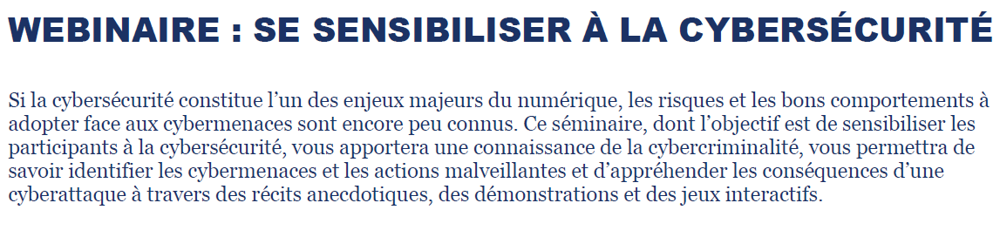 WEBINAIRE : SE SENSIBILISER À LA CYBERSÉCURITÉ
Si la cybersécurité constitue l’un des enjeux majeurs du numérique, les risques et les bons comportements à
adopter face aux cybermenaces sont encore peu connus. Ce séminaire, dont l’objectif est de sensibiliser les
participants à la cybersécurité, vous apportera une connaissance de la cybercriminalité, vous permettra de
savoir identifier les cybermenaces et les actions malveillantes et d’appréhender les conséquences d’une
cyberattaque à travers des récits anecdotiques, des démonstrations et des jeux interactifs.